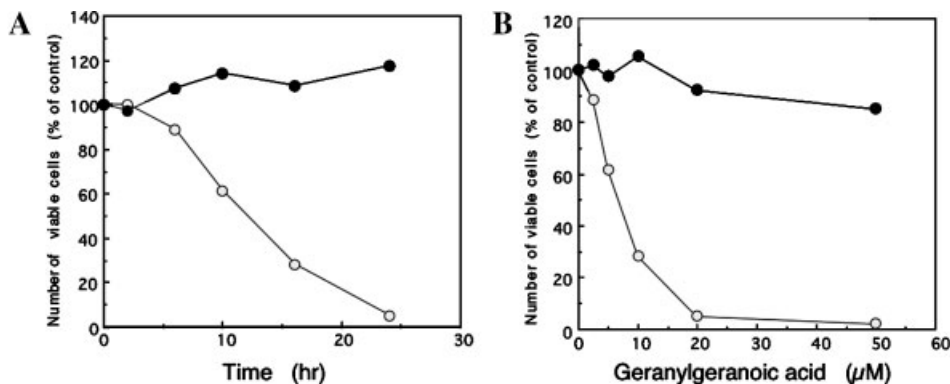 A
Number of viable cells (% of control)
140
120
100
80
60
40
20
0
0 10 20 30
Time (hr)
B
Number of viable cells (% of control)
120
100
80
60
40
20
0
0 10 20 30 40 50 60
Geranylgeranoic acid (µM)